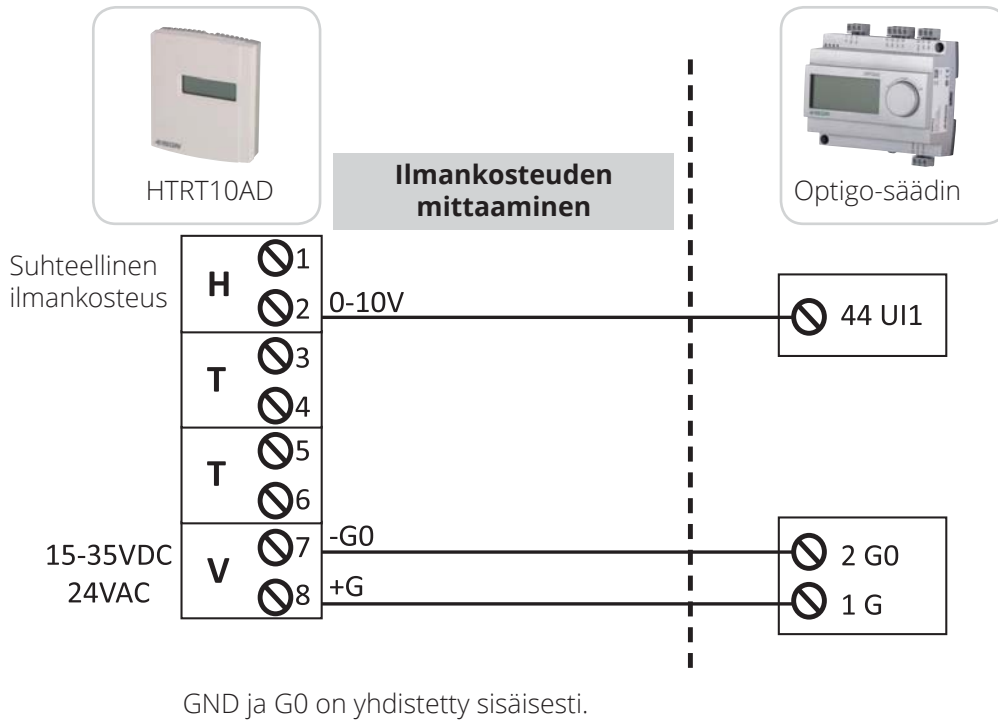 HTRT10AD
Ilmankosteuden
mittaaminen
Optigo-säädin
Suhteellinen
ilmankosteus
H
1
2
0-10V
44 UI1
T
3
4
T
5
6
15-35VDC
24VAC
V
7
-G0
2 G0
8
+G
1 G
GND ja G0 on yhdistetty sisäisesti.